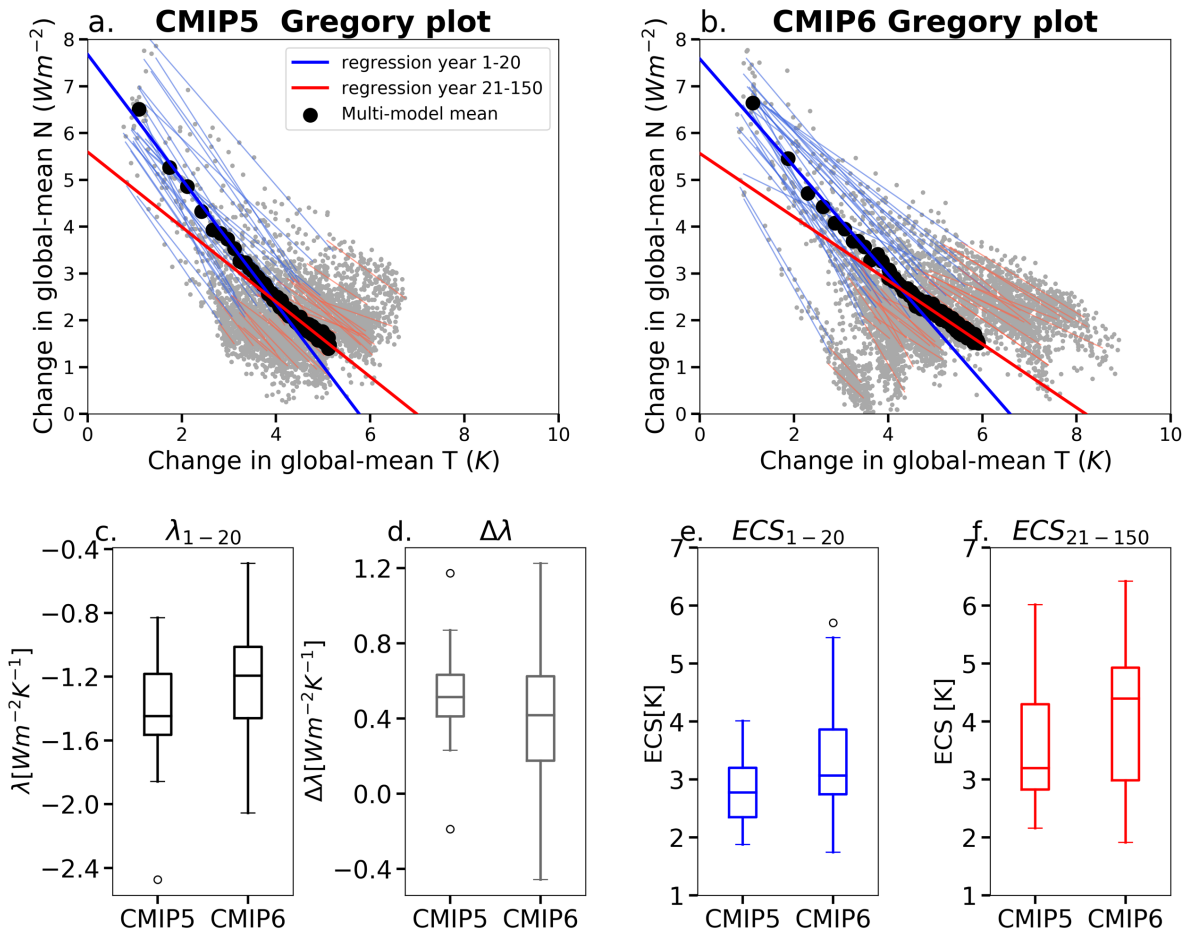 a. CMIP5 Gregory plot
8
7
6
5
4
3
2
1
0
Change in global-mean N (Wm⁻²)
regression year 1-20
regression year 21-150
Multi-model mean
0 2 4 6 8 10
Change in global-mean T (K)
b. CMIP6 Gregory plot
8
7
6
5
4
3
2
1
0
Change in global-mean N (Wm⁻²)
0 2 4 6 8 10
Change in global-mean T (K)
c. λ₁₋₂₀
−0.4
−0.8
−1.2
−1.6
−2.0
−2.4
λ[Wm⁻²K⁻¹]
CMIP5 CMIP6
d. Δλ
1.2
0.8
0.4
0.0
−0.4
Δλ[Wm⁻²K⁻¹]
CMIP5 CMIP6
e. ECS₁₋₂₀
7
6
5
4
3
2
1
ECS[K]
CMIP5 CMIP6
f. ECS₂₁₋₁₅₀
7
6
5
4
3
2
1
ECS [K]
CMIP5 CMIP6